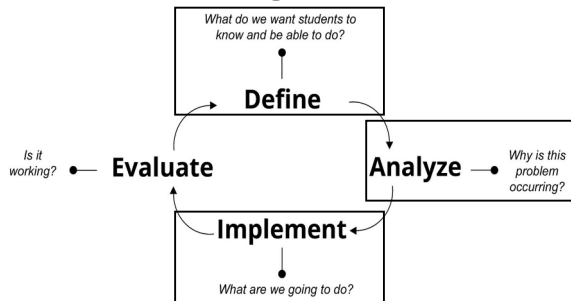 What do we want students to
know and be able to do?
Define
Is it
working?
Evaluate
Analyze
Why is this
problem
occurring?
Implement
What are we going to do?